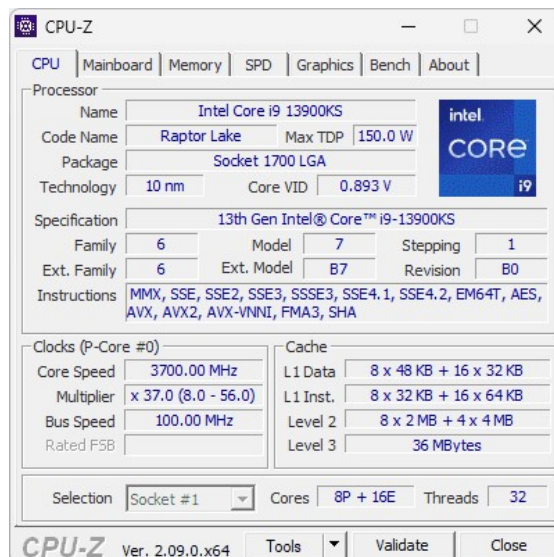 CPU-Z
CPU Mainboard Memory SPD Graphics Bench About
Processor
Name Intel Core i9 13900KS
Code Name Raptor Lake Max TDP 150.0 W
Package Socket 1700 LGA
Technology 10 nm Core VID 0.893 V
intel
CORE
i9
Specification 13th Gen Intel® Core™ i9-13900KS
Family 6 Model 7 Stepping 1
Ext. Family 6 Ext. Model B7 Revision B0
Instructions MMX, SSE, SSE2, SSE3, SSSE3, SSE4.1, SSE4.2, EM64T, AES,
AVX, AVX2, AVX-VNNI, FMA3, SHA
Clocks (P-Core #0)
Core Speed 3700.00 MHz
Multiplier x 37.0 (8.0 - 56.0)
Bus Speed 100.00 MHz
Rated FSB
Cache
L1 Data 8 x 48 KB + 16 x 32 KB
L1 Inst. 8 x 32 KB + 16 x 64 KB
Level 2 8 x 2 MB + 4 x 4 MB
Level 3 36 MBytes
Selection Socket #1 Cores 8P + 16E Threads 32
CPU-Z Ver. 2.09.0.x64 Tools Validate Close